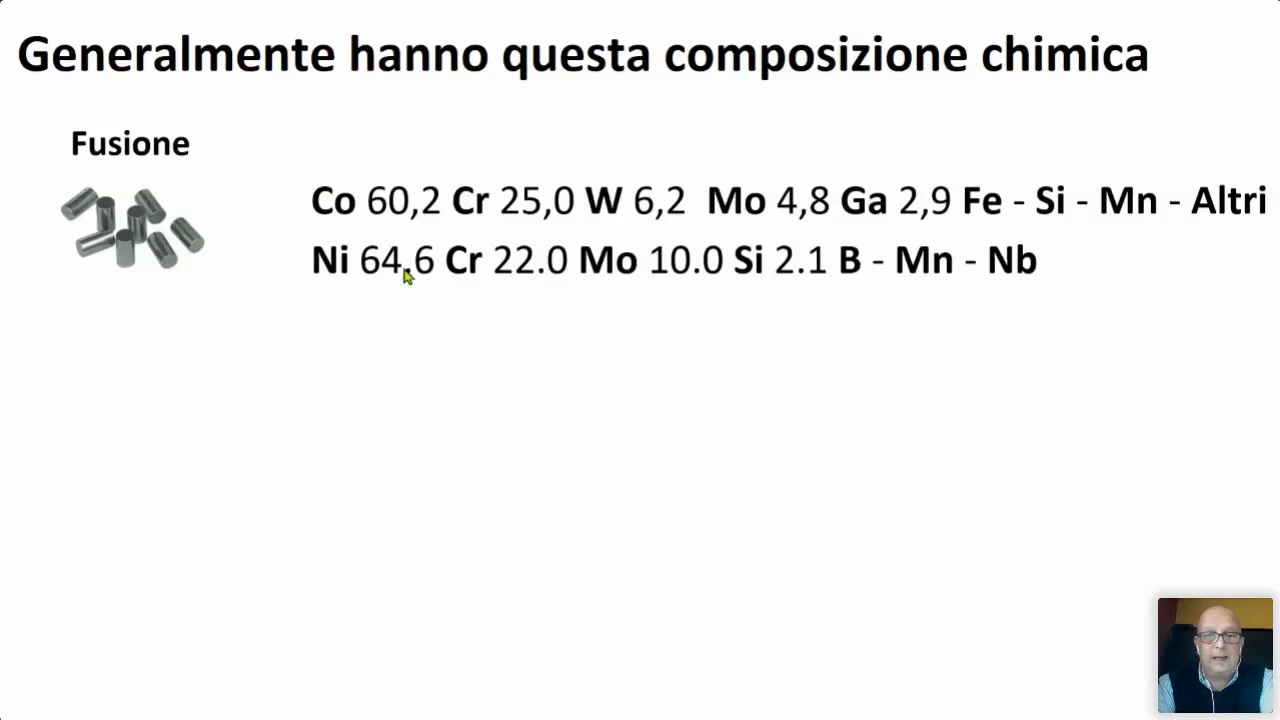 Generalmente hanno questa composizione chimica
Fusione
Co 60,2 Cr 25,0 W 6,2 Mo 4,8 Ga 2,9 Fe - Si - Mn - Altri
Ni 64.6 Cr 22.0 Mo 10.0 Si 2.1 B - Mn - Nb